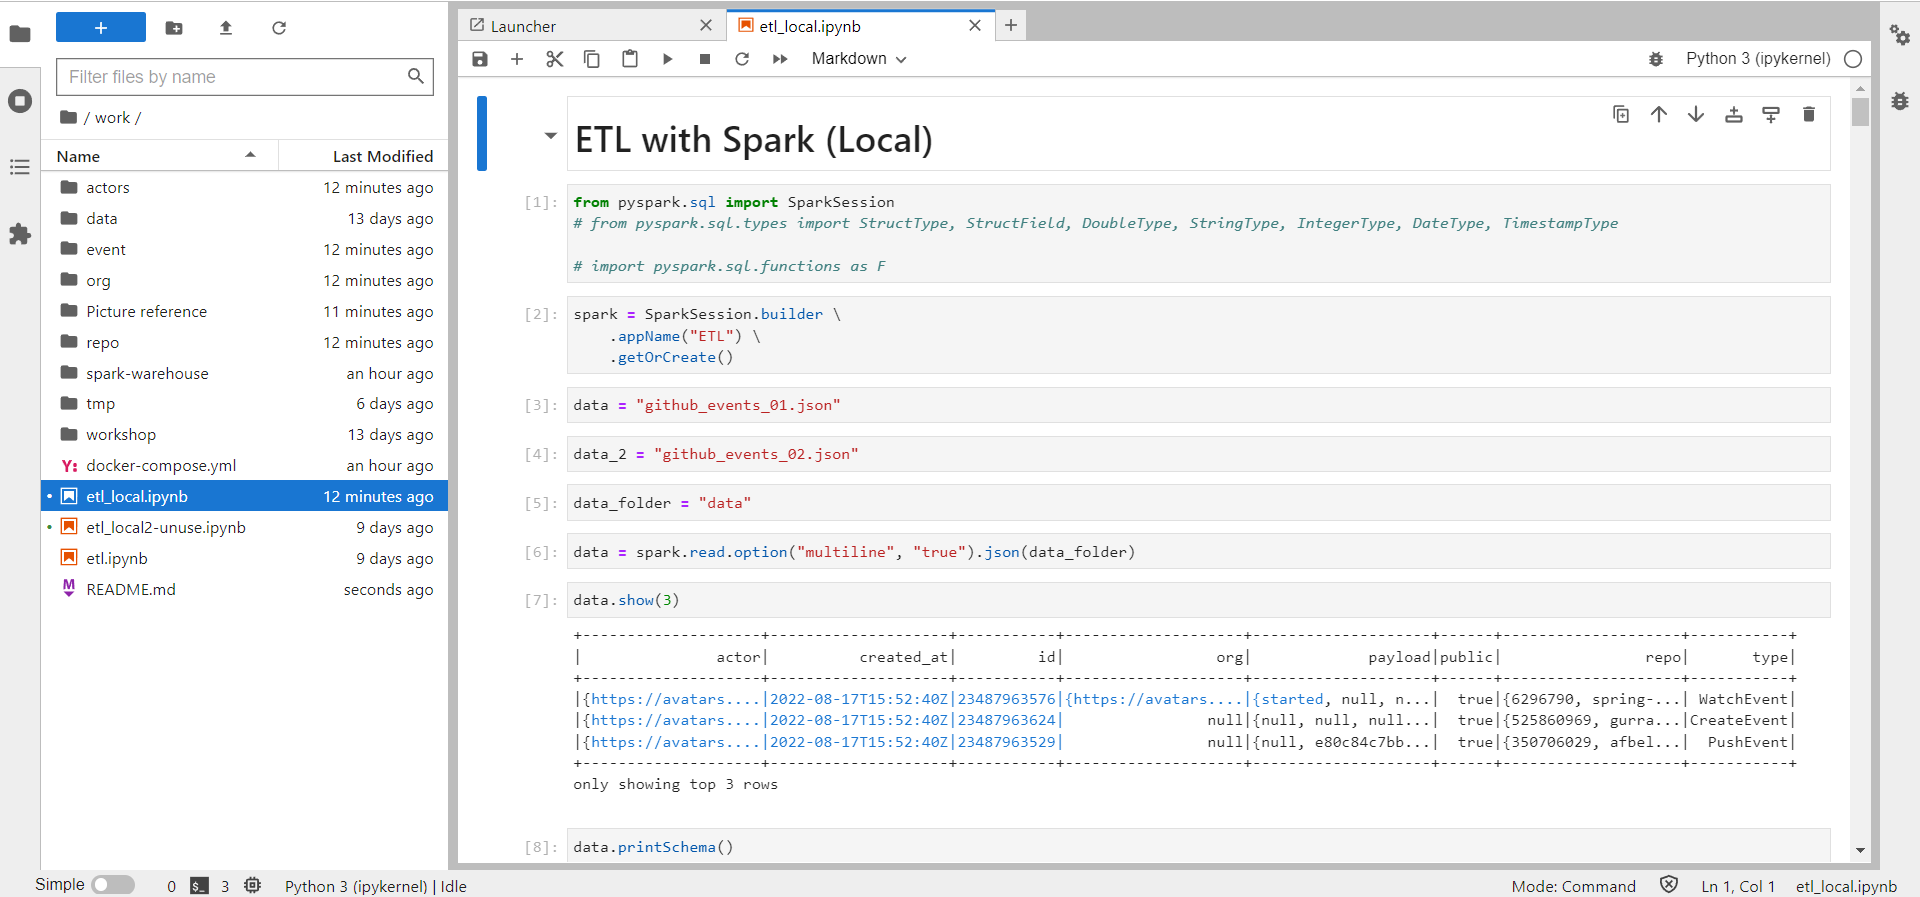 Launcher
etl_local.ipynb
Filter files by name
Markdown
Python 3 (ipykernel)
/ work /
Name Last Modified
actors 12 minutes ago
data 13 days ago
event 12 minutes ago
org 12 minutes ago
Picture reference 11 minutes ago
repo 12 minutes ago
spark-warehouse an hour ago
tmp 6 days ago
workshop 13 days ago
Y: docker-compose.yml an hour ago
etl_local.ipynb 12 minutes ago
etl_local2-unuse.ipynb 9 days ago
etl.ipynb 9 days ago
M README.md seconds ago
ETL with Spark (Local)
[1]: from pyspark.sql import SparkSession
# from pyspark.sql.types import StructType, StructField, DoubleType, StringType, IntegerType, DateType, TimestampType
# import pyspark.sql.functions as F
[2]: spark = SparkSession.builder \
.appName("ETL") \
.getOrCreate()
[3]: data = "github_events_01.json"
[4]: data_2 = "github_events_02.json"
[5]: data_folder = "data"
[6]: data = spark.read.option("multiline", "true").json(data_folder)
[7]: data.show(3)
+--------------------+--------------------+-----------+--------------------+--------------------+------+--------------------+-----------+
|               actor|          created_at|         id|                 org|             payload|public|                repo|       type|
+--------------------+--------------------+-----------+--------------------+--------------------+------+--------------------+-----------+
|{https://avatars....|2022-08-17T15:52:40Z|23487963576|{https://avatars....|{started, null, n...|  true|{6296790, spring-...| WatchEvent|
|{https://avatars....|2022-08-17T15:52:40Z|23487963624|                null|{null, null, null...|  true|{525860969, gurra...|CreateEvent|
|{https://avatars....|2022-08-17T15:52:40Z|23487963529|                null|{null, e80c84c7bb...|  true|{350706029, afbel...|  PushEvent|
+--------------------+--------------------+-----------+--------------------+--------------------+------+--------------------+-----------+
only showing top 3 rows
[8]: data.printSchema()
Simple 0 $_ 3 Python 3 (ipykernel) | Idle
Mode: Command Ln 1, Col 1 etl_local.ipynb